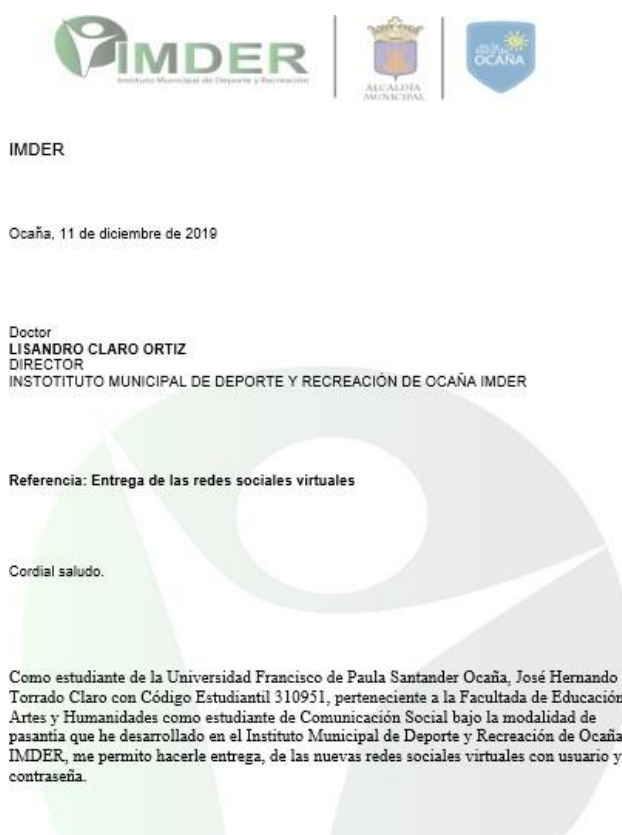 IMDER
Instituto Municipal de Deporte y Recreación
ALCALDÍA
MUNICIPAL
OCAÑA
IMDER
Ocaña, 11 de diciembre de 2019
Doctor
LISANDRO CLARO ORTIZ
DIRECTOR
INSTOTITUTO MUNICIPAL DE DEPORTE Y RECREACIÓN DE OCAÑA IMDER
Referencia: Entrega de las redes sociales virtuales
Cordial saludo.
Como estudiante de la Universidad Francisco de Paula Santander Ocaña, José Hernando
Torrado Claro con Código Estudiantil 310951, perteneciente a la Facultada de Educación
Artes y Humanidades como estudiante de Comunicación Social bajo la modalidad de
pasantía que he desarrollado en el Instituto Municipal de Deporte y Recreación de Ocaña
IMDER, me permito hacerle entrega, de las nuevas redes sociales virtuales con usuario y
contraseña.